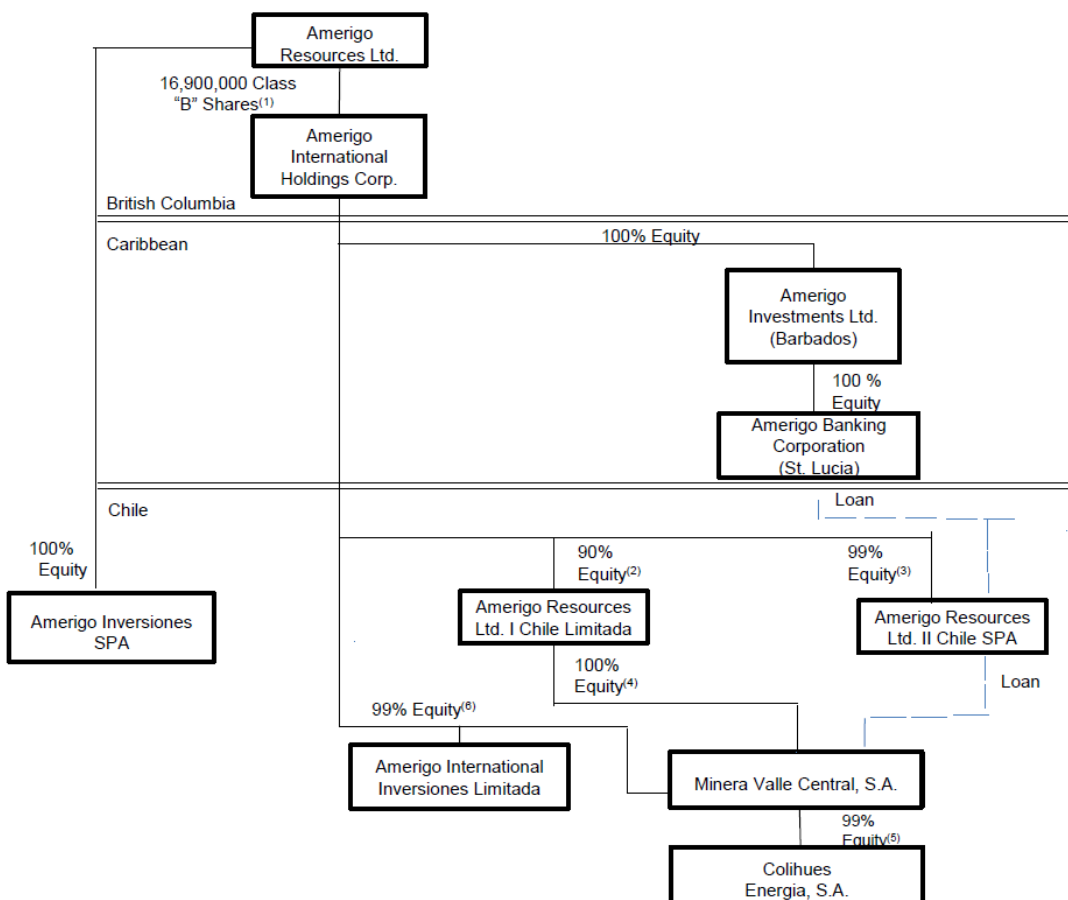 Amerigo
Resources Ltd.
16,900,000 Class
“B” Shares(1)
Amerigo
International
Holdings Corp.
British Columbia
Caribbean
100% Equity
Amerigo
Investments Ltd.
(Barbados)
100 %
Equity
Amerigo Banking
Corporation
(St. Lucia)
Chile
Loan
100%
Equity
90%
Equity(2)
99%
Equity(3)
Amerigo Inversiones
SPA
Amerigo Resources
Ltd. I Chile Limitada
Amerigo Resources
Ltd. II Chile SPA
100%
Equity(4)
Loan
99% Equity(6)
Amerigo International
Inversiones Limitada
Minera Valle Central, S.A.
99%
Equity(5)
Colihues
Energia, S.A.